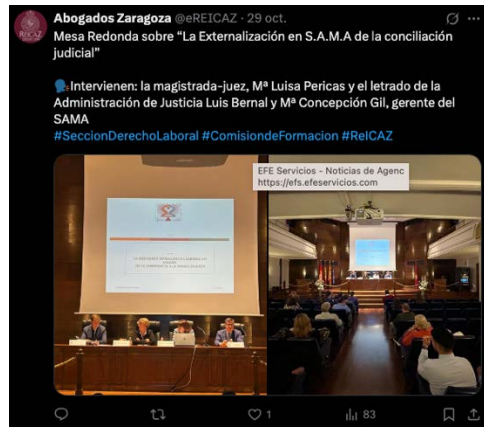 Abogados Zaragoza @eREICAZ · 29 oct.
Mesa Redonda sobre “La Externalización en S.A.M.A de la conciliación
judicial”
Intervienen: la magistrada-juez, Mª Luisa Pericas y el letrado de la
Administración de Justicia Luis Bernal y Mª Concepción Gil, gerente del
SAMA
#SeccionDerechoLaboral #ComisiondeFormacion #ReICAZ
EFE Servicios - Noticias de Agenc
https://efs.efeservicios.com
1
83
REICAZ